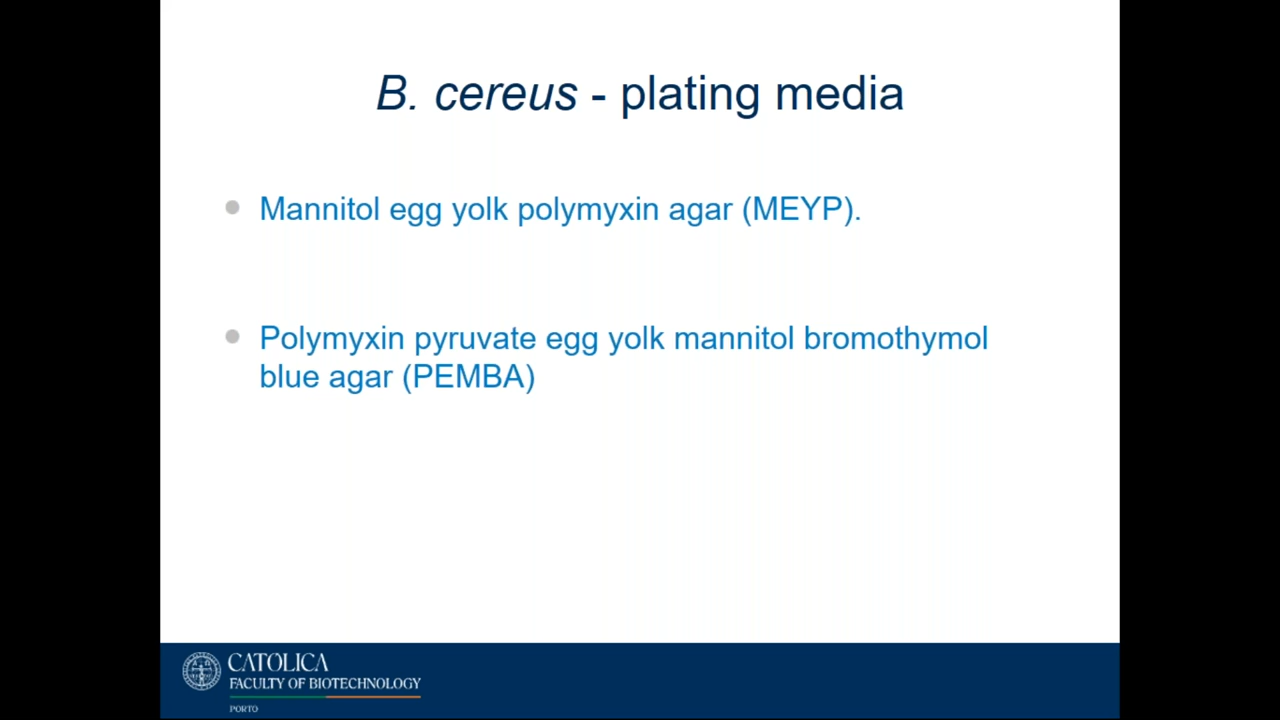 B. cereus - plating media
Mannitol egg yolk polymyxin agar (MEYP).
Polymyxin pyruvate egg yolk mannitol bromothymol
blue agar (PEMBA)
CATOLICA
FACULTY OF BIOTECHNOLOGY
PORTO